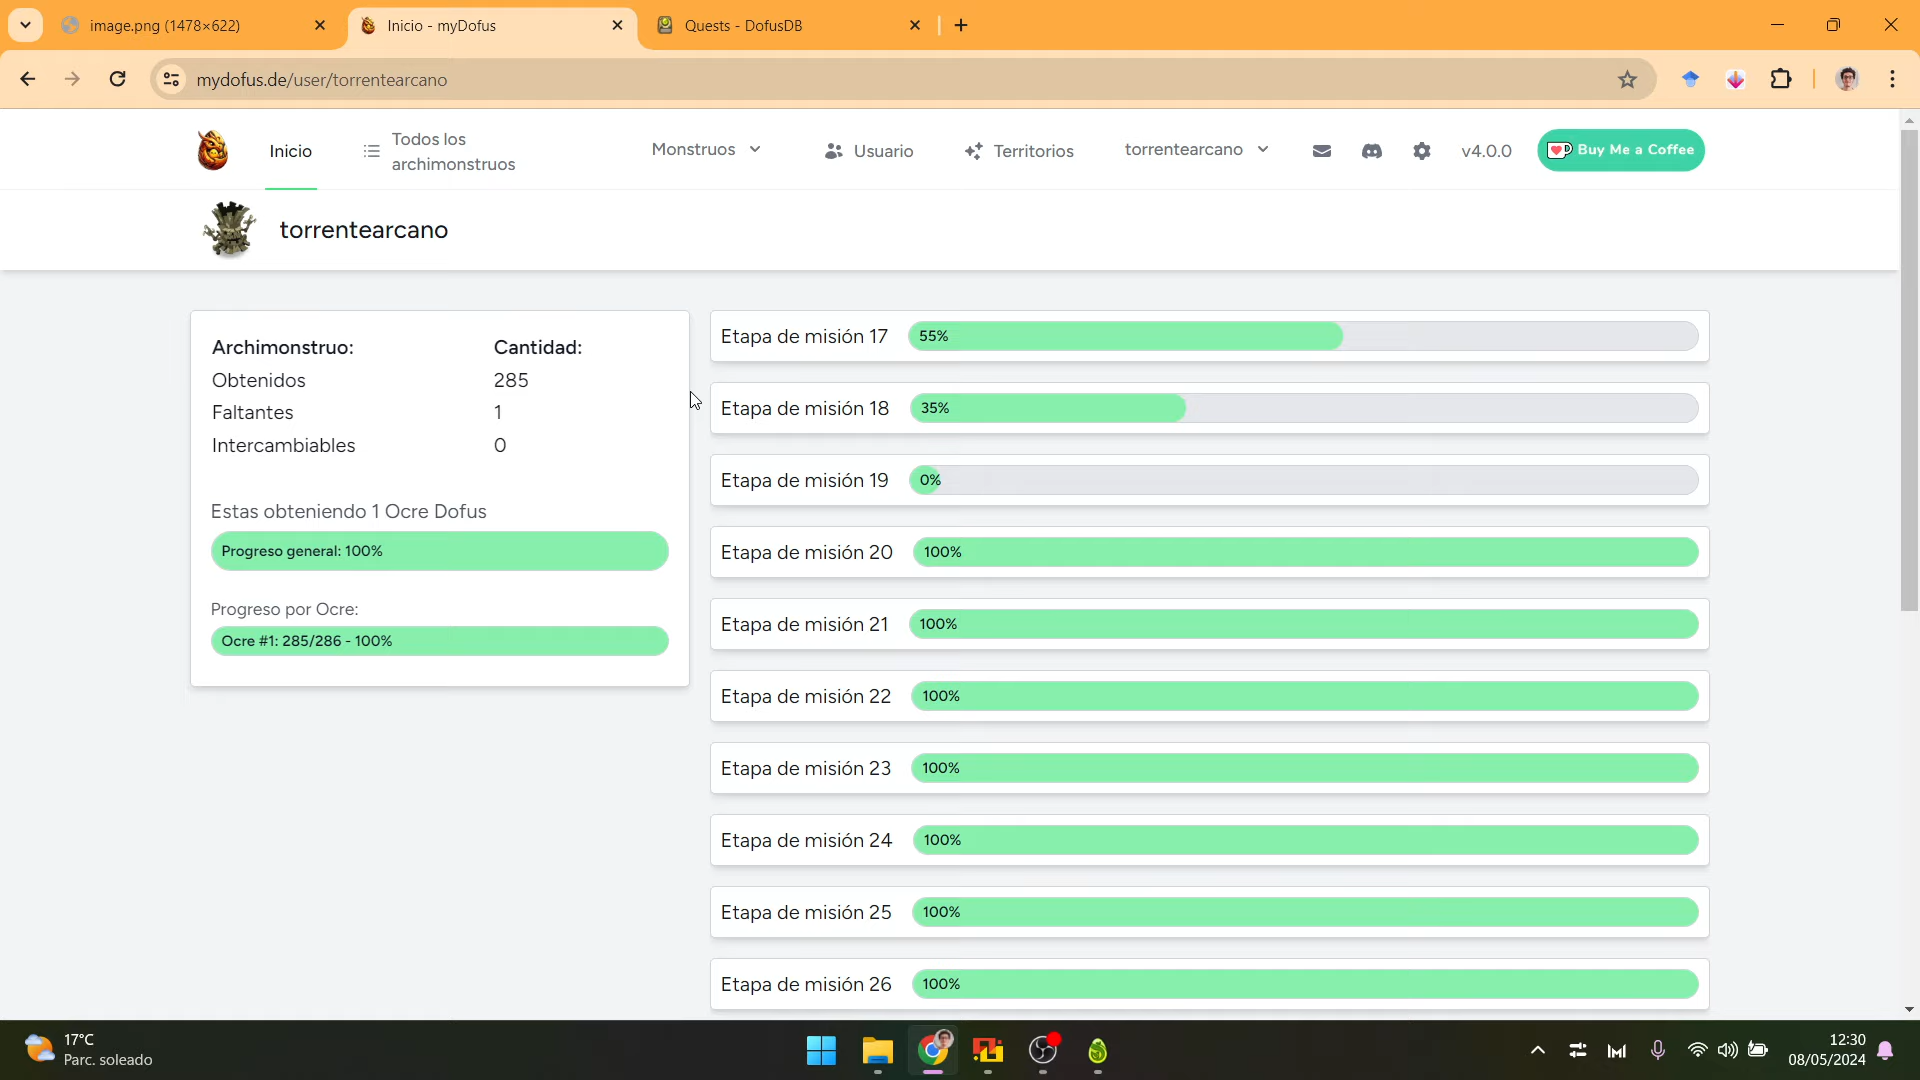 image.png (1478×622)
Inicio - myDofus
Quests - DofusDB
mydofus.de/user/torrentearcano
Inicio
Todos los
archimonstruos
Monstruos
Usuario
Territorios
torrentearcano
v4.0.0
Buy Me a Coffee
torrentearcano
Archimonstruo: Cantidad:
Obtenidos 285
Faltantes 1
Intercambiables 0
Estas obteniendo 1 Ocre Dofus
Progreso general: 100%
Progreso por Ocre:
Ocre #1: 285/286 - 100%
Etapa de misión 17 55%
Etapa de misión 18 35%
Etapa de misión 19 0%
Etapa de misión 20 100%
Etapa de misión 21 100%
Etapa de misión 22 100%
Etapa de misión 23 100%
Etapa de misión 24 100%
Etapa de misión 25 100%
Etapa de misión 26 100%
17°C
Parc. soleado
12:30
08/05/2024